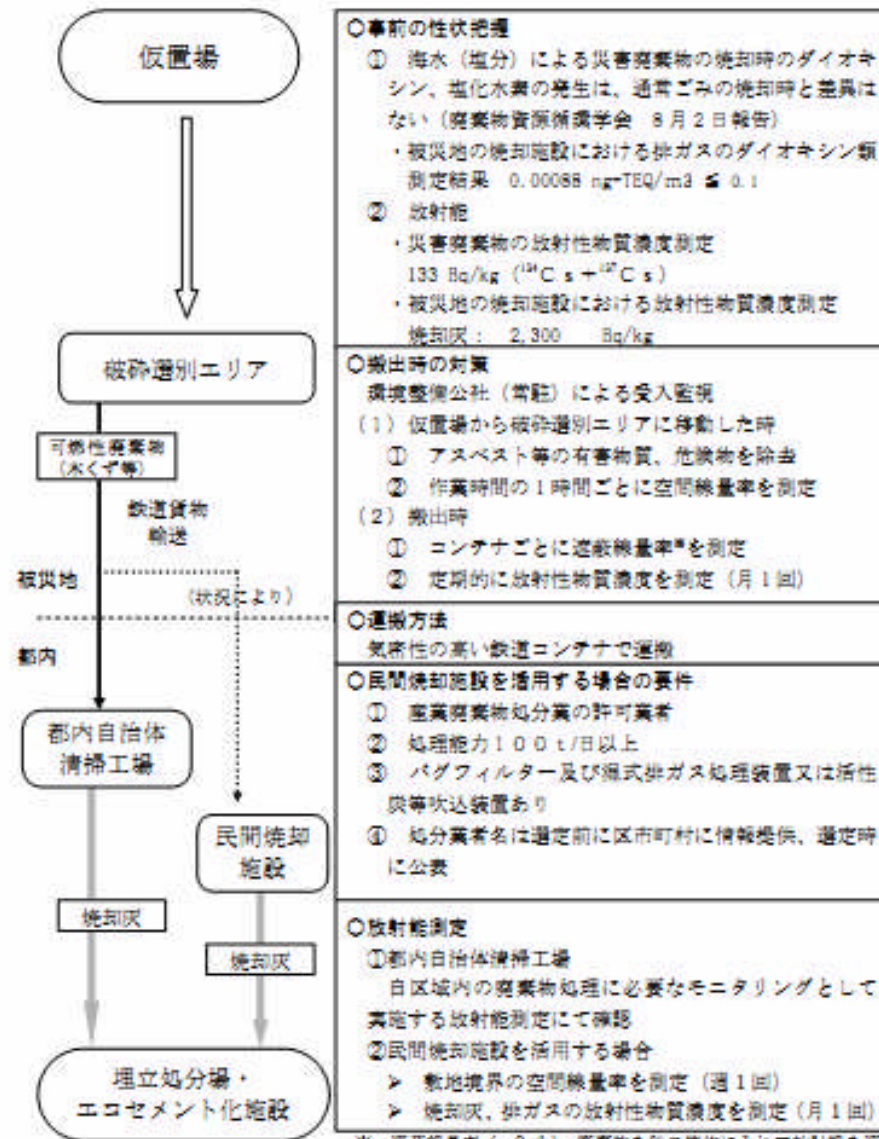 仮置場
破砕選別エリア
可燃性廃棄物
(木くず等)
鉄道貨物
輸送
被災地
(状況により)
都内
都内自治体
清掃工場
民間焼却
施設
焼却灰
焼却灰
埋立処分場・
エコセメント化施設
○事前の性状把握
① 海水(塩分)による災害廃棄物の焼却時のダイオキ
シン、塩化水素の発生は、通常ごみの焼却時と差異は
ない(廃棄物資源循環学会 8月2日報告)
・被災地の焼却施設における排ガスのダイオキシン類
測定結果 0.00088 ng-TEQ/m3 ≦ 0.1
② 放射能
・災害廃棄物の放射性物質濃度測定
133 Bq/kg (¹³⁴Cs+¹³⁷Cs)
・被災地の焼却施設における放射性物質濃度測定
焼却灰: 2,300 Bq/kg
○搬出時の対策
環境整備公社(常駐)による受入監視
(1)仮置場から破砕選別エリアに移動した時
① アスベスト等の有害物質、危険物を除去
② 作業時間の1時間ごとに空間線量率を測定
(2)搬出時
① コンテナごとに遮蔽線量率※を測定
② 定期的に放射性物質濃度を測定(月1回)
○運搬方法
気密性の高い鉄道コンテナで運搬
○民間焼却施設を活用する場合の要件
① 産業廃棄物処分業の許可業者
② 処理能力100t/日以上
③ バグフィルター及び湿式排ガス処理装置又は活性
炭等吹込装置あり
④ 処分業者名は選定前に区市町村に情報提供、選定時
に公表
○放射能測定
①都内自治体清掃工場
自区域内の廃棄物処理に必要なモニタリングとして
実施する放射能測定にて確認
②民間焼却施設を活用する場合
➢ 敷地境界の空間線量率を測定(週1回)
➢ 焼却灰、排ガスの放射性物質濃度を測定(月1回)